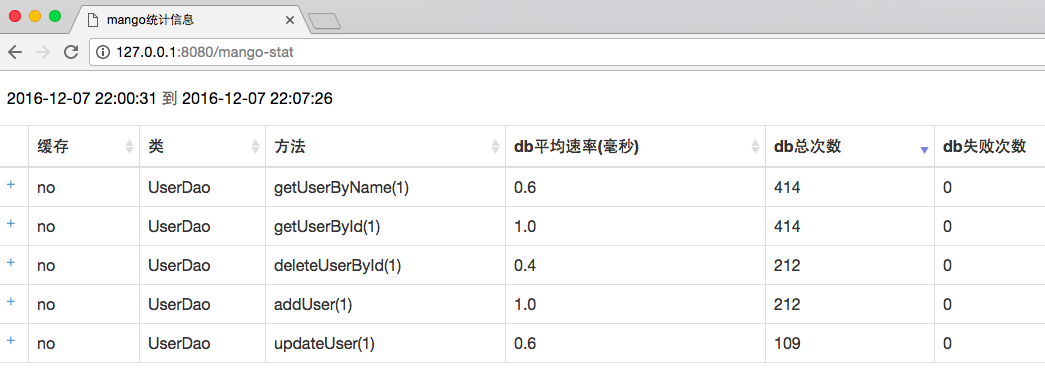 mango统计信息
127.0.0.1:8080/mango-stat
2016-12-07 22:00:31 到 2016-12-07 22:07:26
缓存 类 方法 db平均速率(毫秒) db总次数 db失败次数
+ no UserDao getUserByName(1) 0.6 414 0
+ no UserDao getUserById(1) 1.0 414 0
+ no UserDao deleteUserById(1) 0.4 212 0
+ no UserDao addUser(1) 1.0 212 0
+ no UserDao updateUser(1) 0.6 109 0